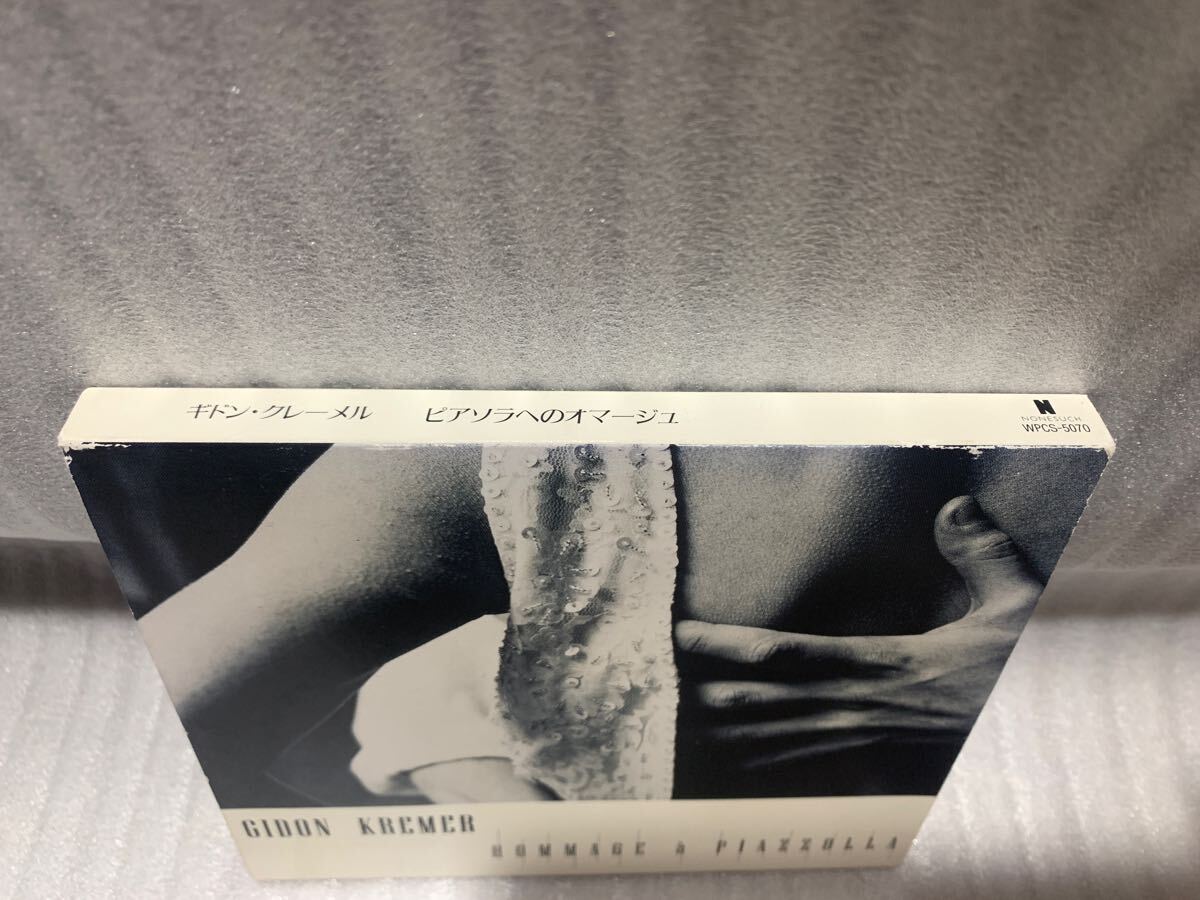 ギドン・クレーメル ピアソラへのオマージュ
N
NONESUCH
WPCS-5070
GIDON KREMER
HOMMAGE à PIAZZOLLA